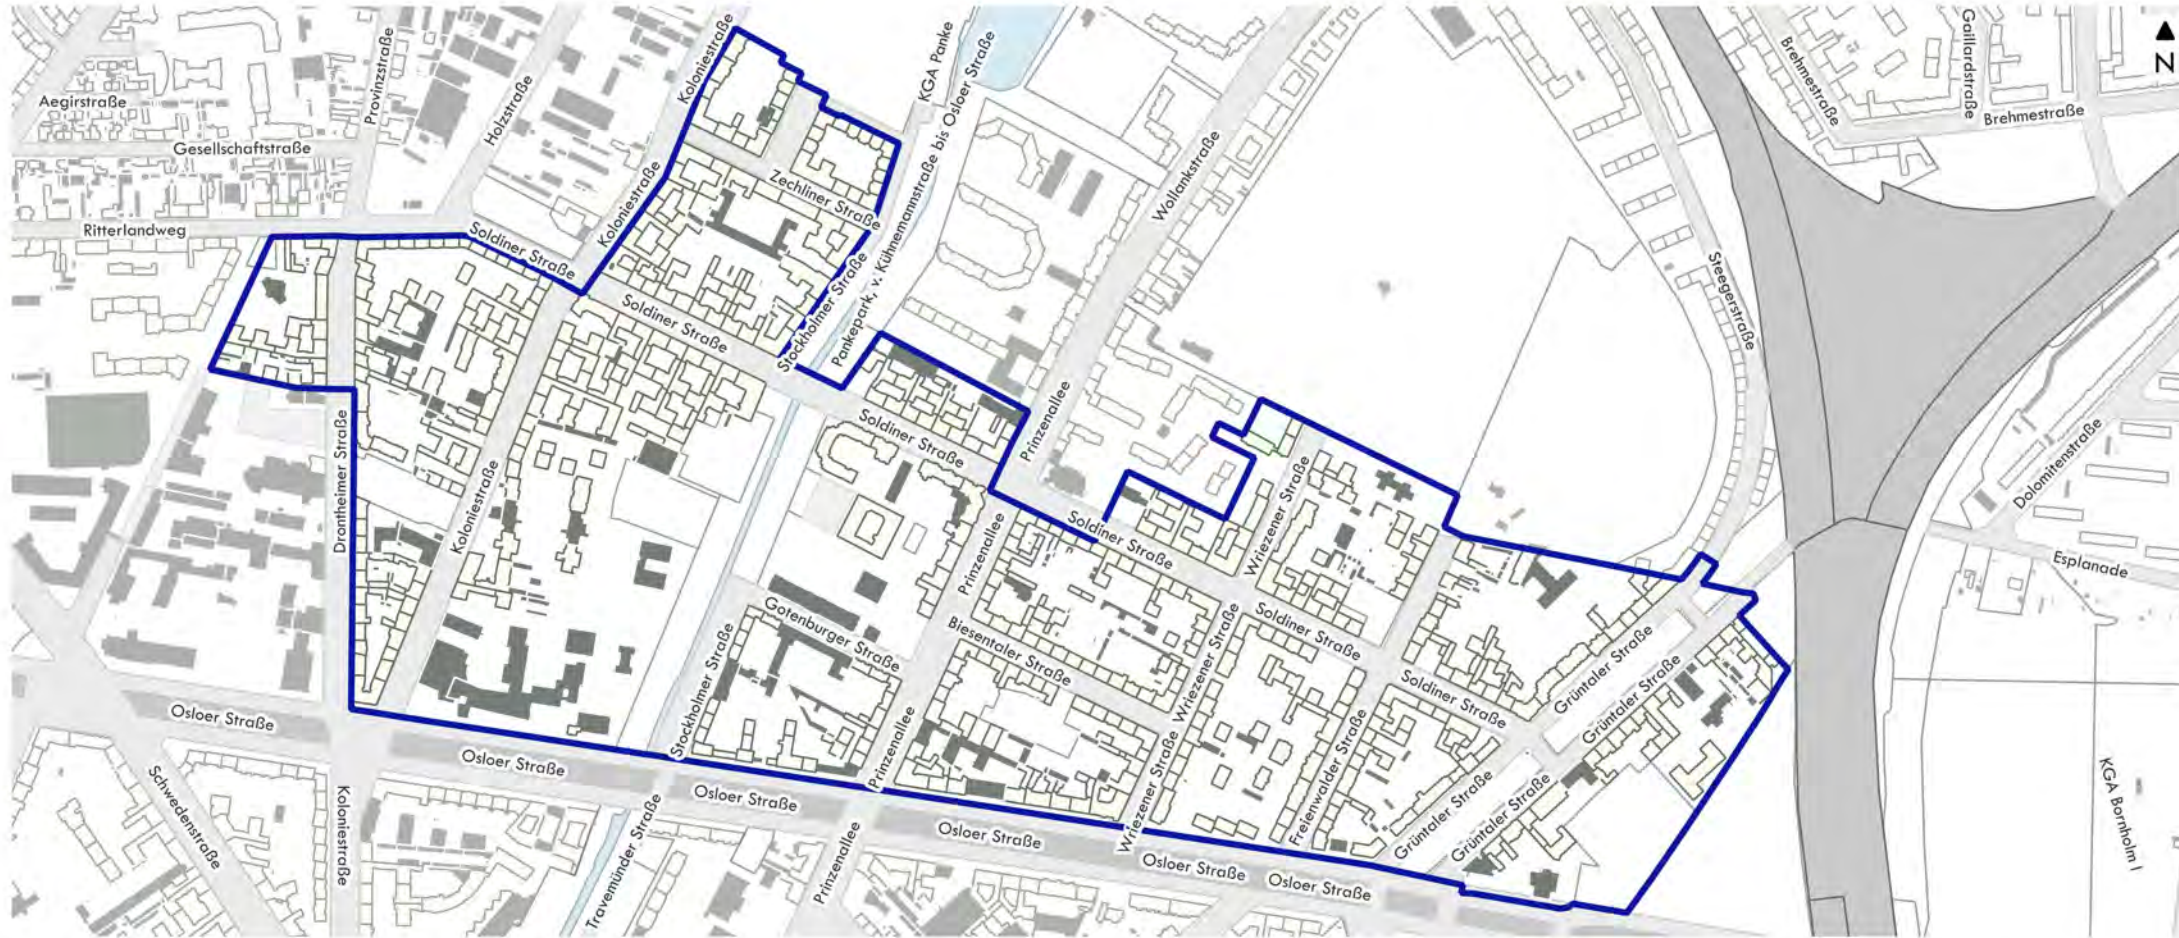 Aegirstraße
Provinzstraße
Holzstraße
Koloniestraße
KGA Panke
Pankepark, v. Kühnemannstraße bis Osloer Straße
Wollankstraße
Brehmestraße
Gaillardstraße
Brehmestraße
N
Gesellschaftstraße
Ritterlandweg
Soldiner Straße
Koloniestraße
Zechliner Straße
Stockholmer Straße
Steegerstraße
Soldiner Straße
Prinzenallee
Soldiner Straße
Drontheimer Straße
Koloniestraße
Prinzenallee
Soldiner Straße
Wriezener Straße
Dolomitenstraße
Esplanade
Gotenburger Straße
Biesentaler Straße
Wriezener Straße
Soldiner Straße
Soldiner Straße
Grüntaler Straße
Grüntaler Straße
Osloer Straße
Osloer Straße
Stockholmer Straße
Prinzenallee
Wriezener Straße
Freienwalder Straße
Grüntaler Straße
Grüntaler Straße
Schwedenstraße
Koloniestraße
Travemünder Straße
Osloer Straße
Prinzenallee
Osloer Straße
Osloer Straße
Osloer Straße
KGA Bornholm I